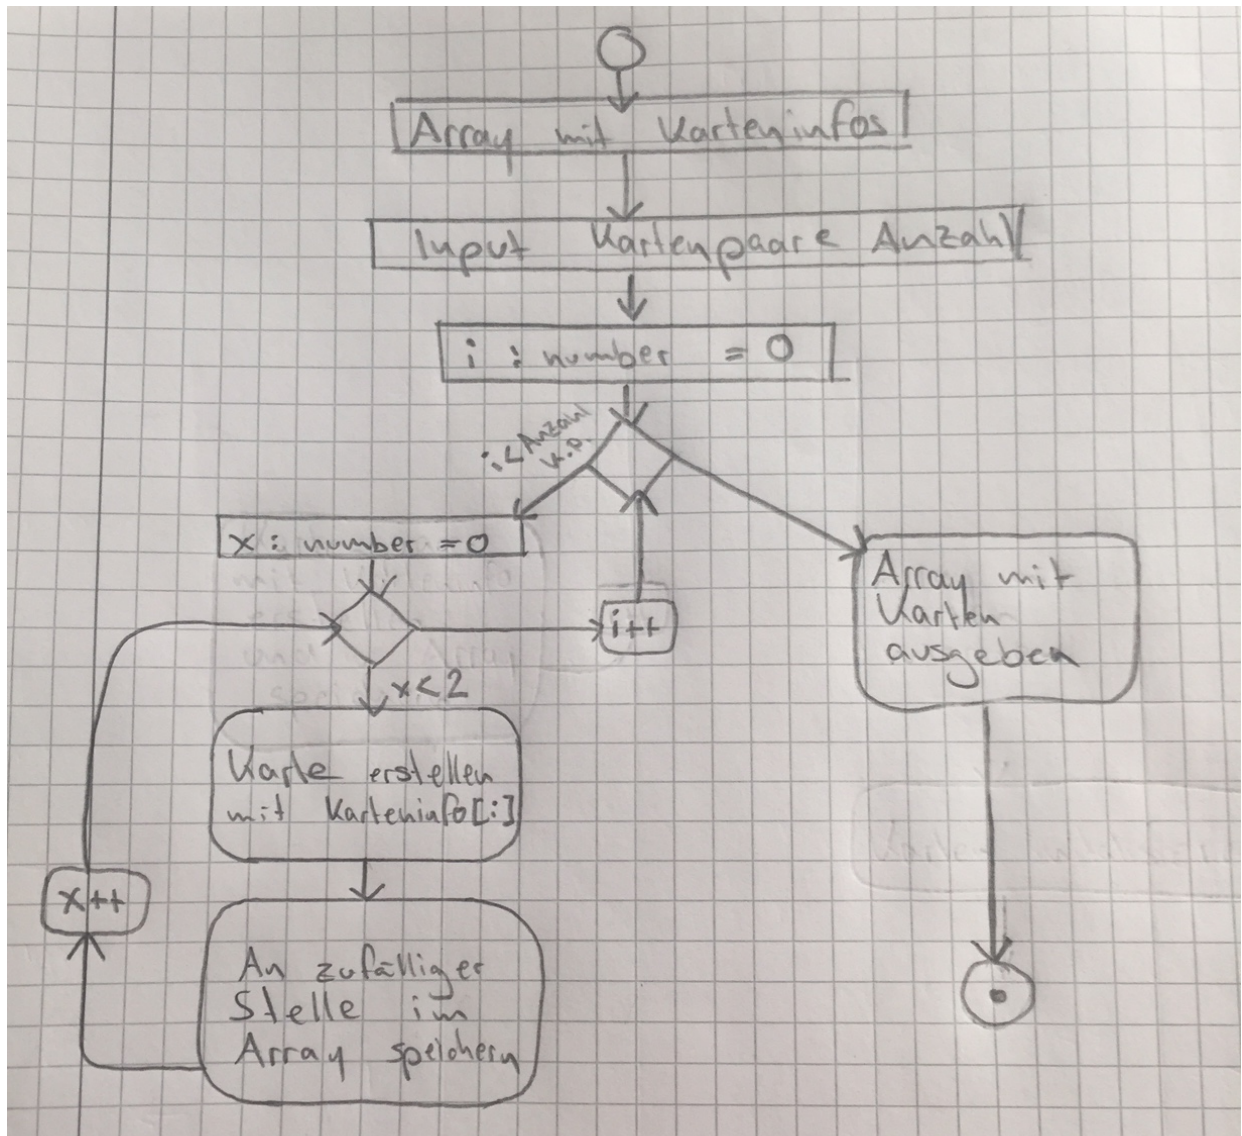 Array mit Karteninfos
Input Kartenpaare Anzahl
i : number = 0
i < Anzahl
K.P.
x : number = 0
i++
Array mit
Karten
ausgeben
x < 2
Karte erstellen
mit Karteninfo[i]
x++
An zufälliger
Stelle im
Array speichern